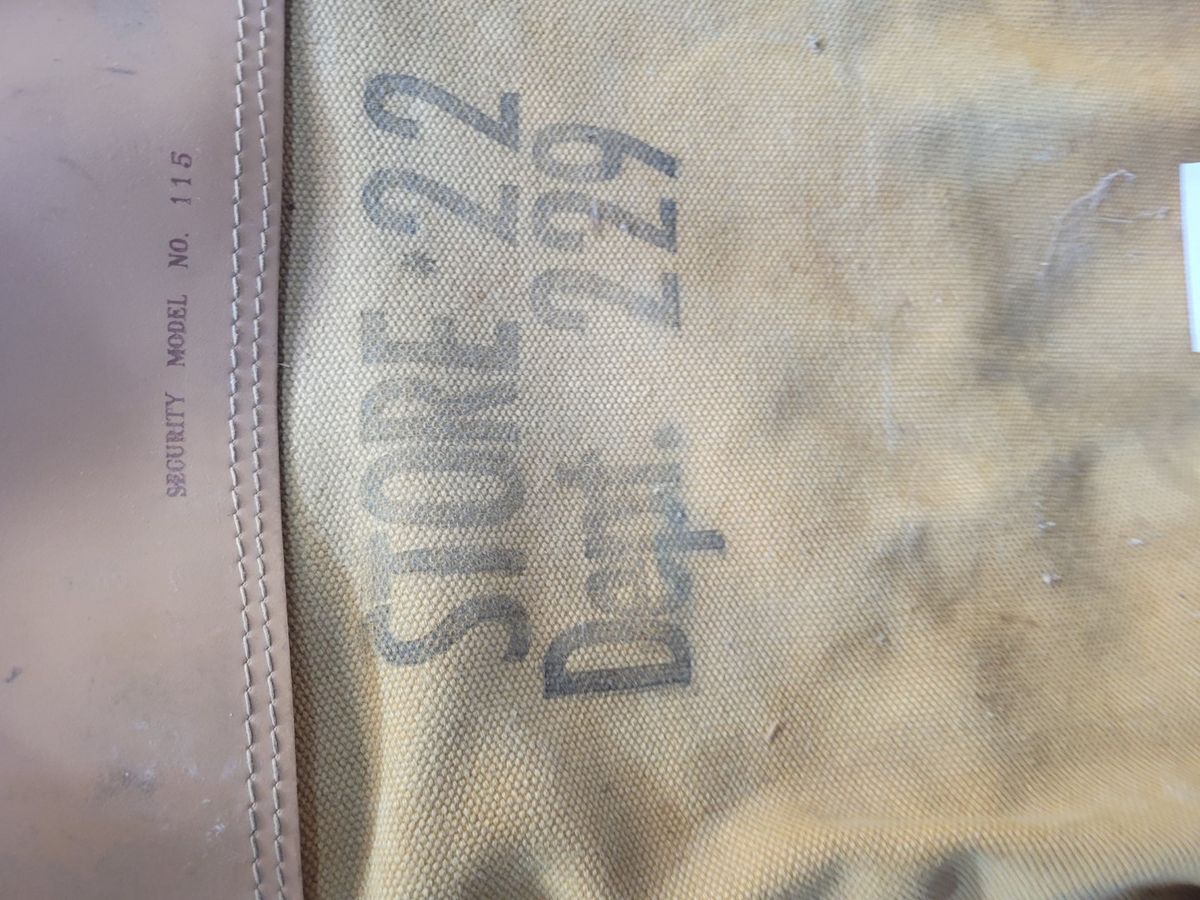 SECURITY MODEL NO. 115
STORE *22
Dept. 229